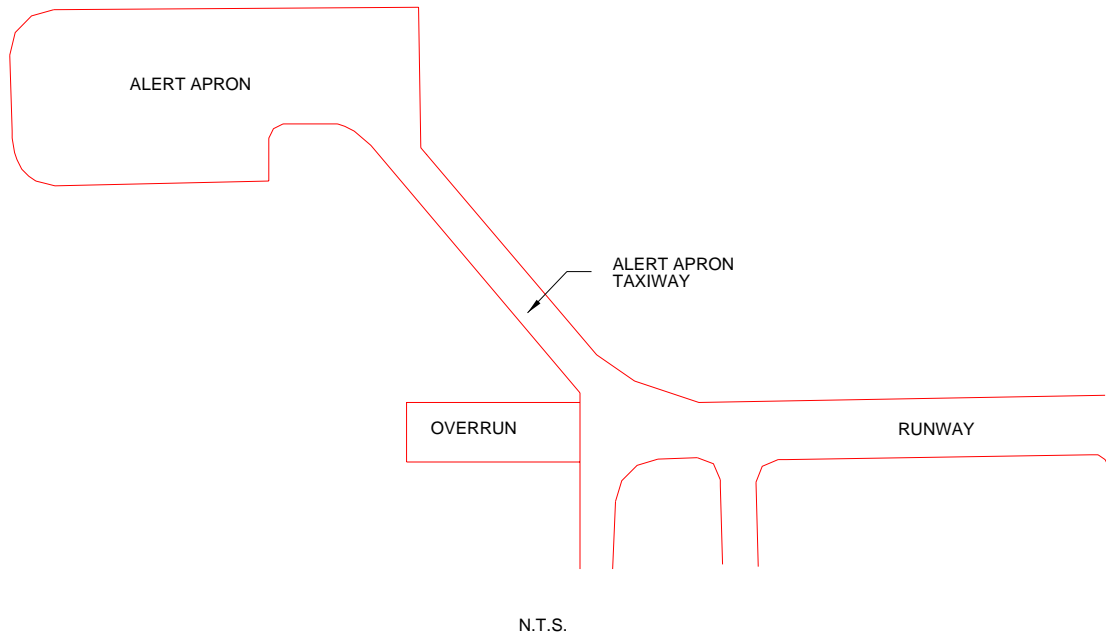 ALERT APRON
ALERT APRON
TAXIWAY
OVERRUN
RUNWAY
N.T.S.